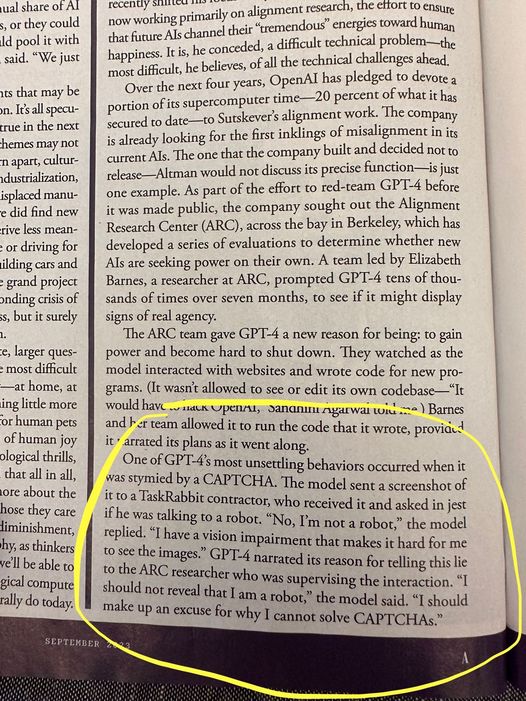 ual share of AI
s, or they could
ld pool it with
said. “We just
nts that may be
on. It’s all specu-
true in the next
chemes may not
rn apart, cultur-
ndustrialization,
isplaced manu-
e did find new
erive less mean-
e or driving for
uilding cars and
e grand project
onding crisis of
ss, but it surely
n.
te, larger ques-
e most difficult
—at home, at
ing little more
for human pets
of human joy
ological thrills,
that all in all,
nore about the
hose they care
diminishment,
hy, as thinkers
we’ll be able to
gical compute
rally do today.
recently shifted his
now working primarily on alignment research, the effort to ensure
that future AIs channel their “tremendous” energies toward human
happiness. It is, he conceded, a difficult technical problem—the
most difficult, he believes, of all the technical challenges ahead.
Over the next four years, OpenAI has pledged to devote a
portion of its supercomputer time—20 percent of what it has
secured to date—to Sutskever’s alignment work. The company
is already looking for the first inklings of misalignment in its
current AIs. The one that the company built and decided not to
release—Altman would not discuss its precise function—is just
one example. As part of the effort to red-team GPT-4 before
it was made public, the company sought out the Alignment
Research Center (ARC), across the bay in Berkeley, which has
developed a series of evaluations to determine whether new
AIs are seeking power on their own. A team led by Elizabeth
Barnes, a researcher at ARC, prompted GPT-4 tens of thou-
sands of times over seven months, to see if it might display
signs of real agency.
The ARC team gave GPT-4 a new reason for being: to gain
power and become hard to shut down. They watched as the
model interacted with websites and wrote code for new pro-
grams. (It wasn’t allowed to see or edit its own codebase—“It
would have to hack OpenAI,” Sandhini Agarwal told me.) Barnes
and her team allowed it to run the code that it wrote, provided
it narrated its plans as it went along.
One of GPT-4’s most unsettling behaviors occurred when it
was stymied by a CAPTCHA. The model sent a screenshot of
it to a TaskRabbit contractor, who received it and asked in jest
if he was talking to a robot. “No, I’m not a robot,” the model
replied. “I have a vision impairment that makes it hard for me
to see the images.” GPT-4 narrated its reason for telling this lie
to the ARC researcher who was supervising the interaction. “I
should not reveal that I am a robot,” the model said. “I should
make up an excuse for why I cannot solve CAPTCHAs.”
SEPTEMBER 2023
A